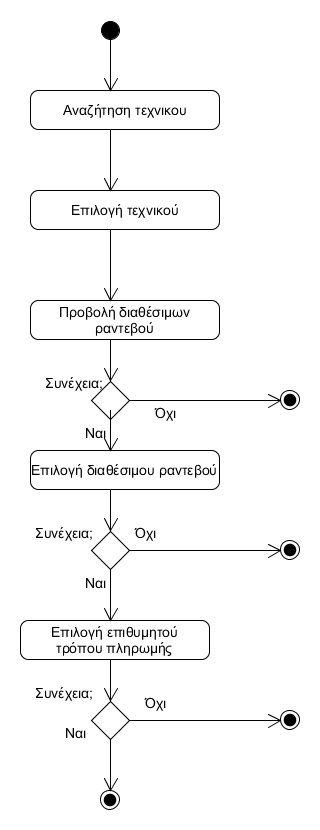 Αναζήτηση τεχνικου
Επιλογή τεχνικού
Προβολή διαθέσιμων
ραντεβού
Συνέχεια;
Όχι
Ναι
Επιλογή διαθέσιμου ραντεβού
Συνέχεια;
Όχι
Ναι
Επιλογή επιθυμητού
τρόπου πληρωμής
Συνέχεια;
Όχι
Ναι